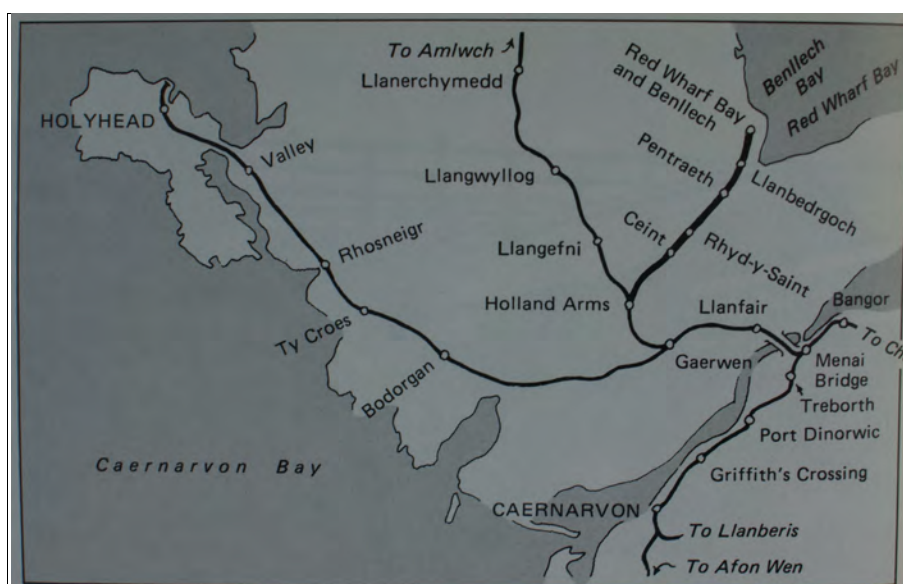 To Amlwch
Llanerchymedd
Red Wharf Bay
and Benllech
Benllech
Bay
Red Wharf Bay
HOLYHEAD
Valley
Llangwyllog
Pentraeth
Llanbedrgoch
Rhosneigr
Llangefni
Ceint
Rhyd-y-Saint
Ty Croes
Holland Arms
Llanfair
Bangor
To Ch
Bodorgan
Gaerwen
Menai
Bridge
Treborth
Port Dinorwic
Caernarvon Bay
Griffith's Crossing
CAERNARVON
To Llanberis
To Afon Wen